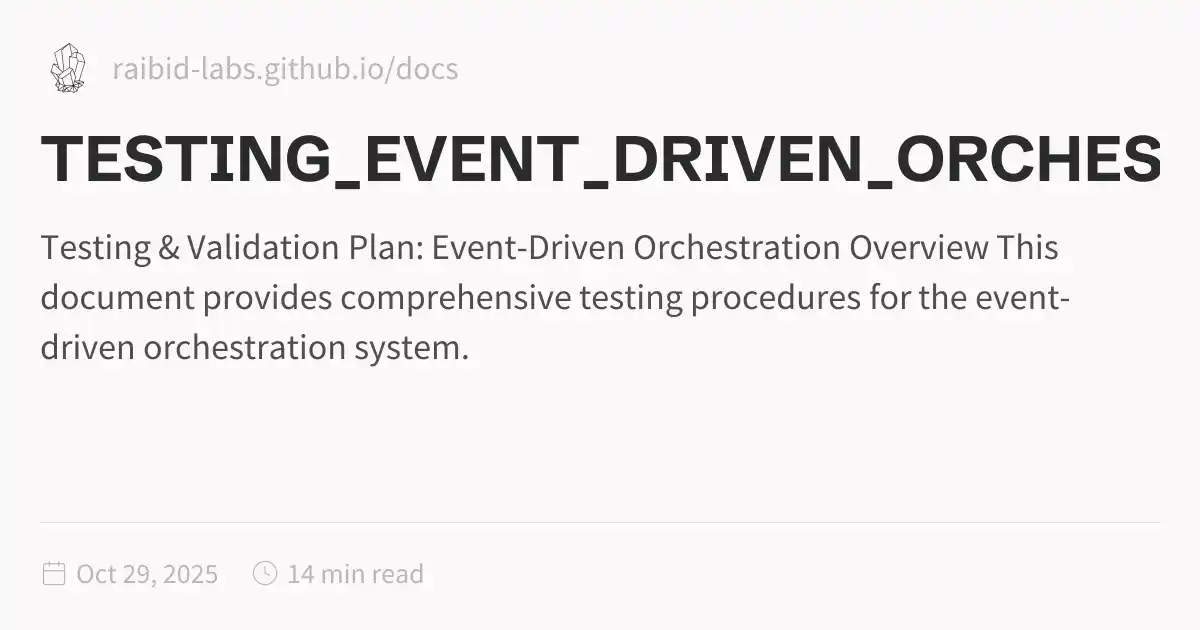 raibid-labs.github.io/docs
TESTING_EVENT_DRIVEN_ORCHES
Testing & Validation Plan: Event-Driven Orchestration Overview This
document provides comprehensive testing procedures for the event-
driven orchestration system.
Oct 29, 2025 14 min read